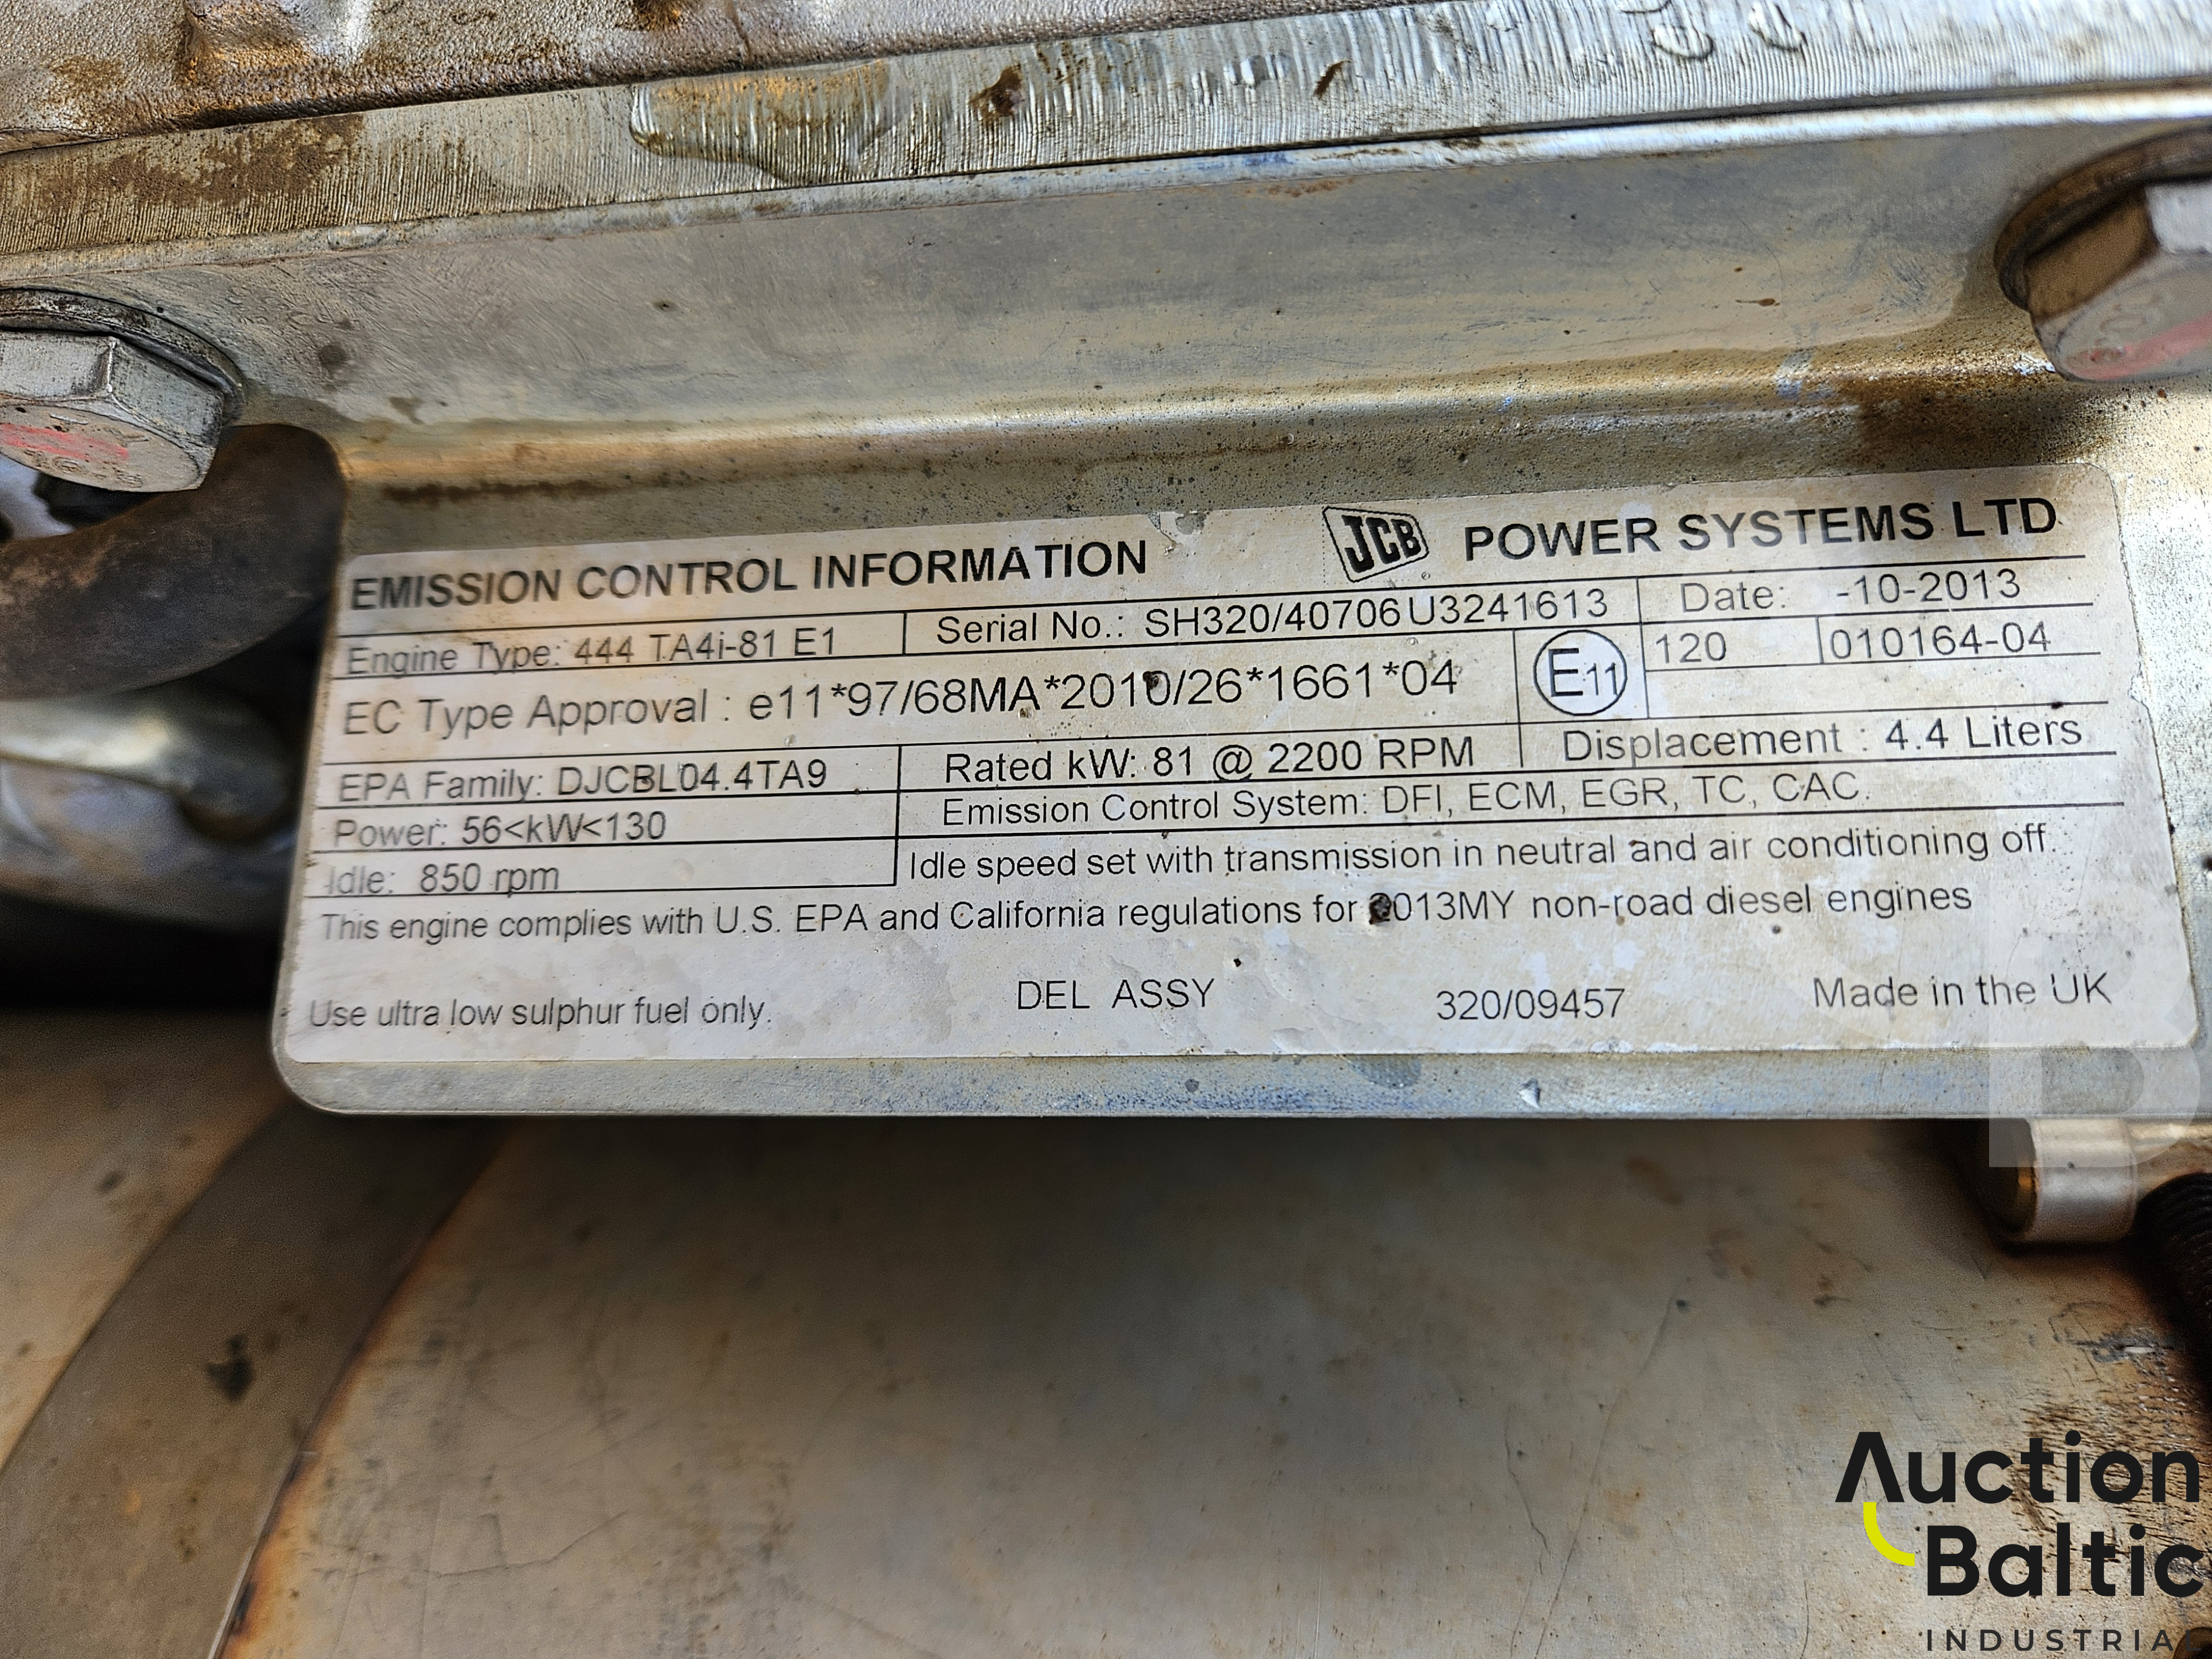 EMISSION CONTROL INFORMATION JCB POWER SYSTEMS LTD
Engine Type: 444 TA4i-81 E1 Serial No.: SH320/40706U3241613 Date: -10-2013
EC Type Approval : e11*97/68MA*2010/26*1661*04 E11 120 010164-04
EPA Family: DJCBL04.4TA9 Rated kW: 81 @ 2200 RPM Displacement : 4.4 Liters
Power: 56<kW<130 Emission Control System: DFI, ECM, EGR, TC, CAC.
Idle: 850 rpm Idle speed set with transmission in neutral and air conditioning off.
This engine complies with U.S. EPA and California regulations for 2013MY non-road diesel engines
Use ultra low sulphur fuel only. DEL ASSY 320/09457 Made in the UK
Auction
Baltic
INDUSTRIAL